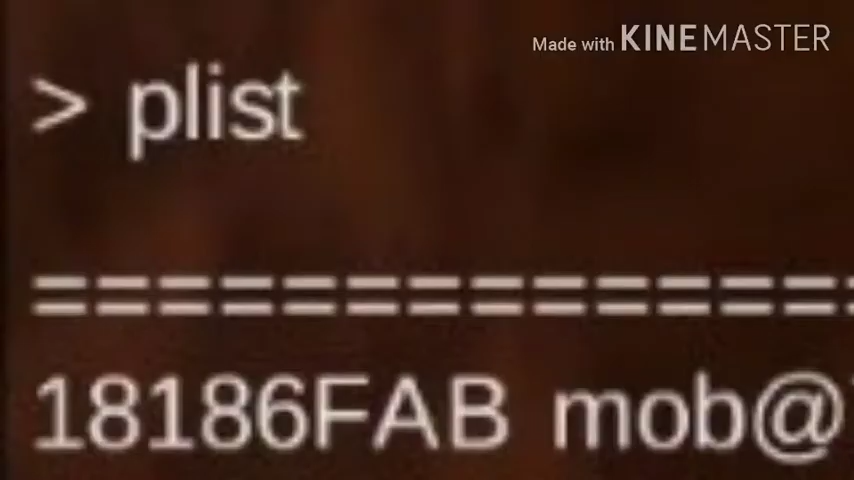 Made with KINEMASTER
> plist
==============
18186FAB mob@